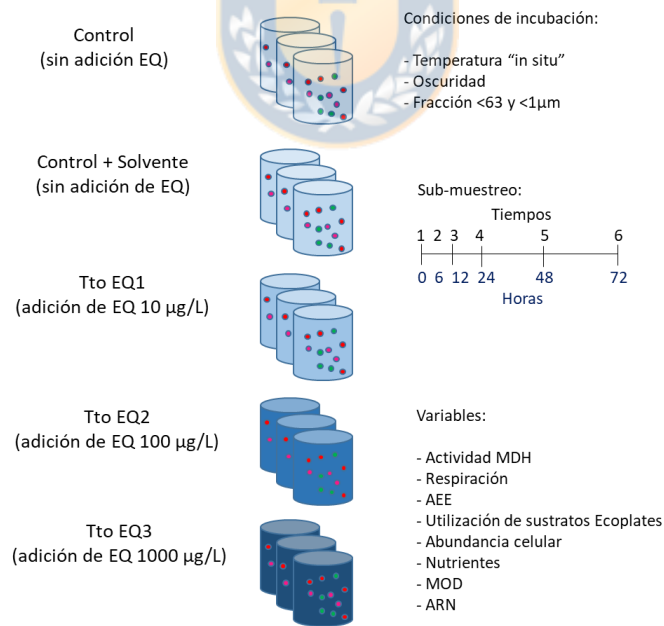 Control
(sin adición EQ)
Condiciones de incubación:
- Temperatura “in situ”
- Oscuridad
- Fracción <63 y <1µm
Control + Solvente
(sin adición de EQ)
Sub-muestreo:
Tiempos
1 2 3 4 5 6
0 6 12 24 48 72
Horas
Tto EQ1
(adición de EQ 10 µg/L)
Tto EQ2
(adición de EQ 100 µg/L)
Tto EQ3
(adición de EQ 1000 µg/L)
Variables:
- Actividad MDH
- Respiración
- AEE
- Utilización de sustratos Ecoplates
- Abundancia celular
- Nutrientes
- MOD
- ARN